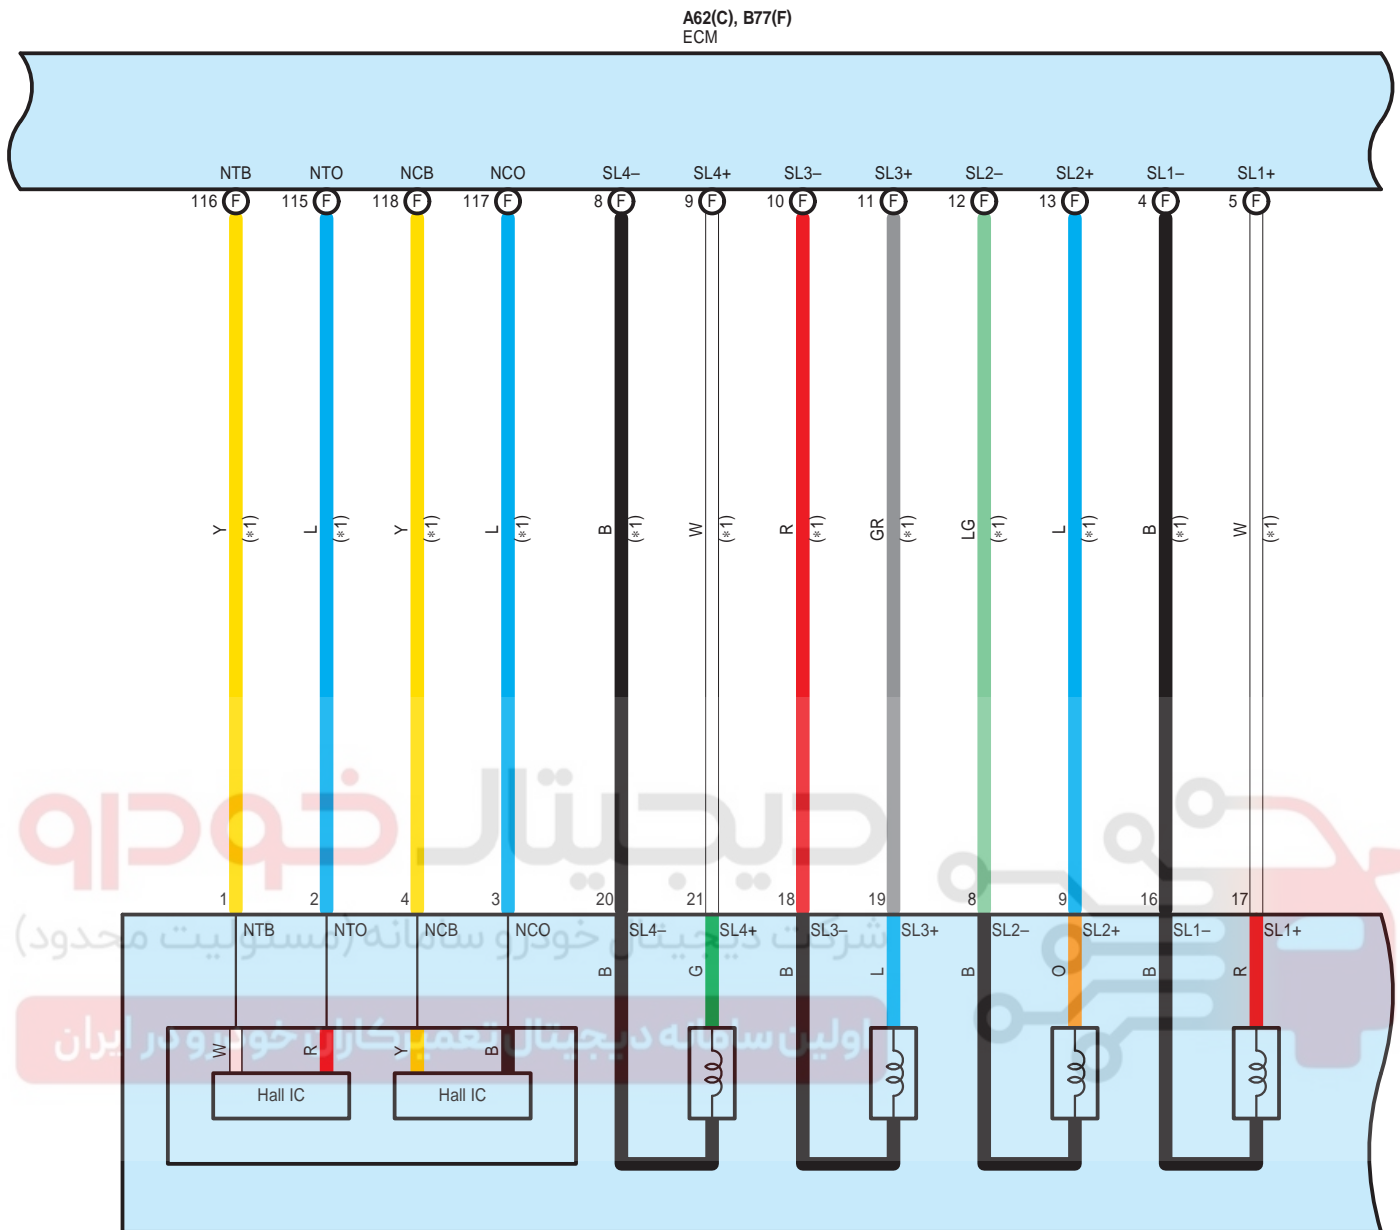 A62(C), B77(F)
ECM
NTB NTO NCB NCO SL4– SL4+ SL3– SL3+ SL2– SL2+ SL1– SL1+
116 F 115 F 118 F 117 F 8 F 9 F 10 F 11 F 12 F 13 F 4 F 5 F
Y (*1) L (*1) Y (*1) L (*1) B (*1) W (*1) R (*1) GR (*1) LG (*1) L (*1) B (*1) W (*1)
دیجیتال خودرو
1 2 4 3 20 21 18 19 8 9 16 17
NTB NTO NCB NCO SL4– SL4+ SL3– SL3+ SL2– SL2+ SL1– SL1+
شرکت دیجیتال خودرو سامانه (مسئولیت محدود)
B G B L B O B R
اولین سامانه دیجیتال تعمیرکاران خودرو در ایران
W R Y B
Hall IC Hall IC